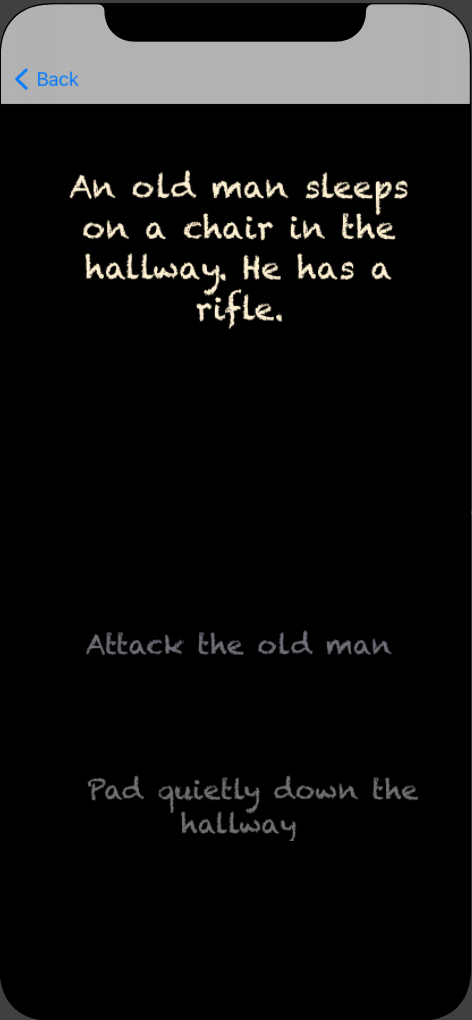 Back
An old man sleeps
on a chair in the
hallway. He has a
rifle.
Attack the old man
Pad quietly down the
hallway